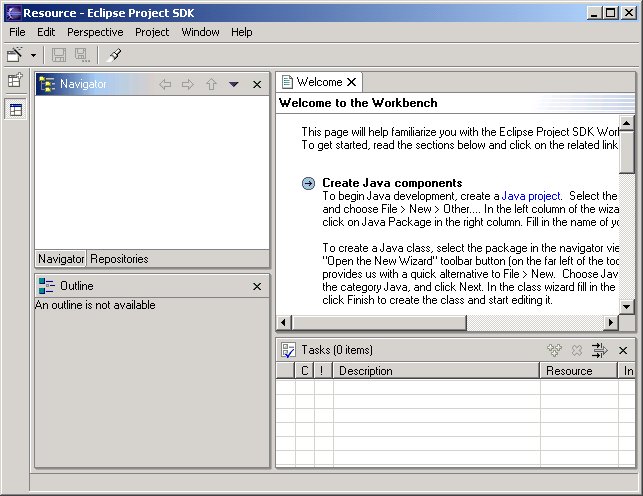 Resource - Eclipse Project SDK
File Edit Perspective Project Window Help
Navigator
Navigator Repositories
Outline
An outline is not available
Welcome
Welcome to the Workbench
This page will help familiarize you with the Eclipse Project SDK
To get started, read the sections below and click on the related link
Create Java components
To begin Java development, create a Java project. Select the
and choose File > New > Other.... In the left column of the
click on Java Package in the right column. Fill in the name of
To create a Java class, select the package in the navigator
"Open the New Wizard" toolbar button (on the far left of the
provides us with a quick alternative to File > New. Choose
the category Java, and click Next. In the class wizard fill in the
click Finish to create the class and start editing it.
Tasks (0 items)
C ! Description Resource In